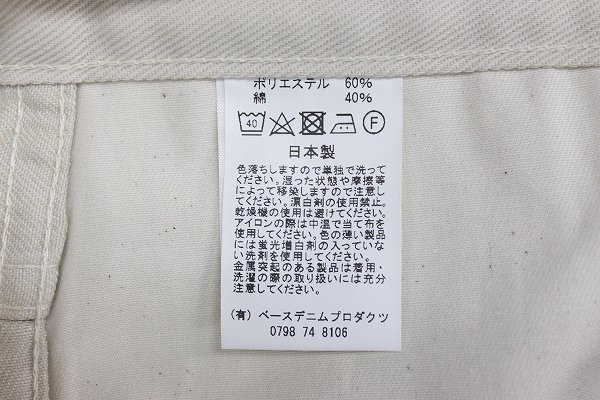 ポリエステル 60%
綿 40%
40 F
日本製
色落ちしますので単独で洗って
ください。湿った状態や摩擦等
によって移染しますので注意し
てください。漂白剤の使用禁止。
乾燥機の使用は避けてください。
アイロンの際は中温で当て布を
使用してください。色の薄い製品
には蛍光増白剤の入っていな
い洗剤を使用してください。
金属突起のある製品は着用・
洗濯の際の取り扱いには充分
注意してください。
(有) ベースデニムプロダクツ
0798 74 8106